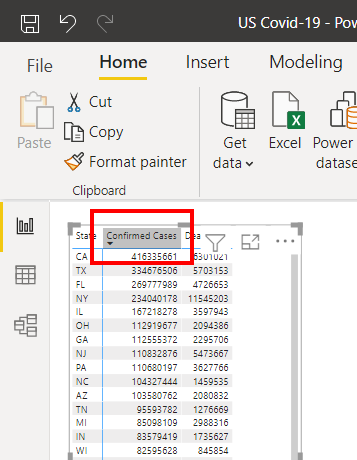 US Covid-19 - Pow
File Home Insert Modeling
Cut
Copy
Format painter
Paste
Clipboard
Get data
Excel
Power
datase
State Confirmed Cases Dea
CA 416335661 6301021
TX 334676506 5703153
FL 269777989 4726653
NY 234040178 11545203
IL 167218278 3597943
OH 112919677 2094386
GA 112555372 2295706
NJ 110832876 5473667
PA 110680197 3627766
NC 104327444 1459535
AZ 103580762 2080832
TN 95593782 1276669
MI 85098109 2988316
IN 83579419 1735627
WI 82595628 845854